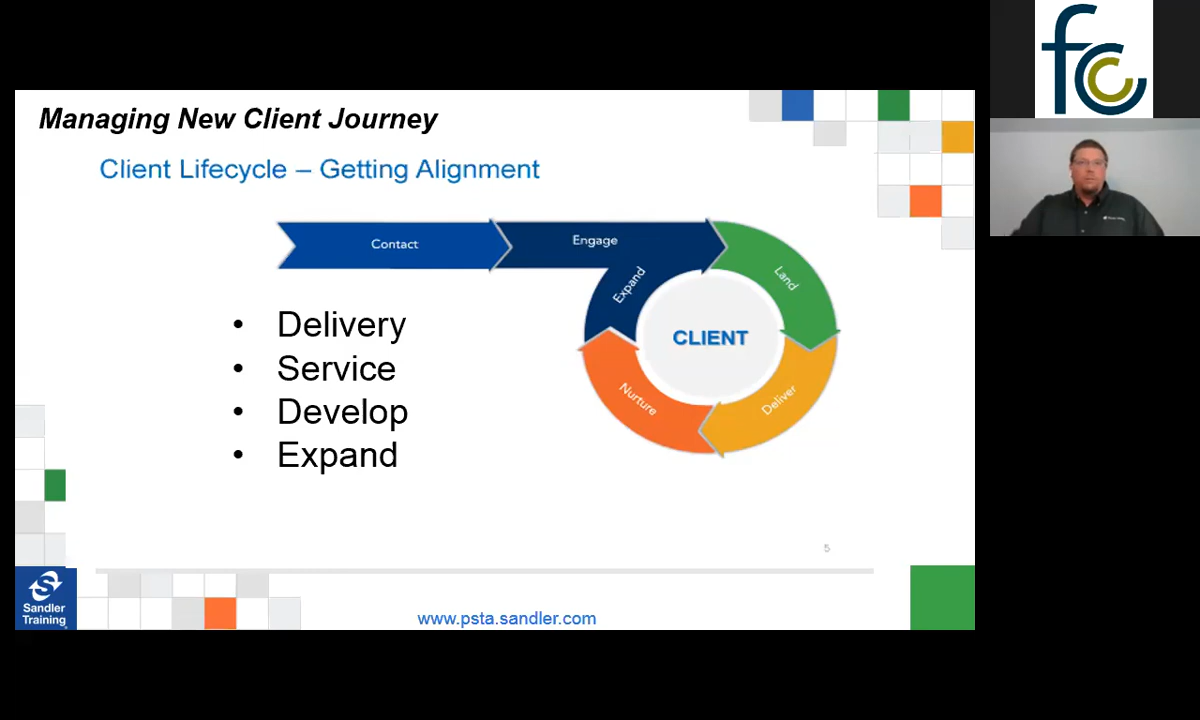 Managing New Client Journey
Client Lifecycle – Getting Alignment
Contact
Engage
Expand
Land
CLIENT
Nurture
Deliver
• Delivery
• Service
• Develop
• Expand
5
Sandler
Training
www.psta.sandler.com
fcc